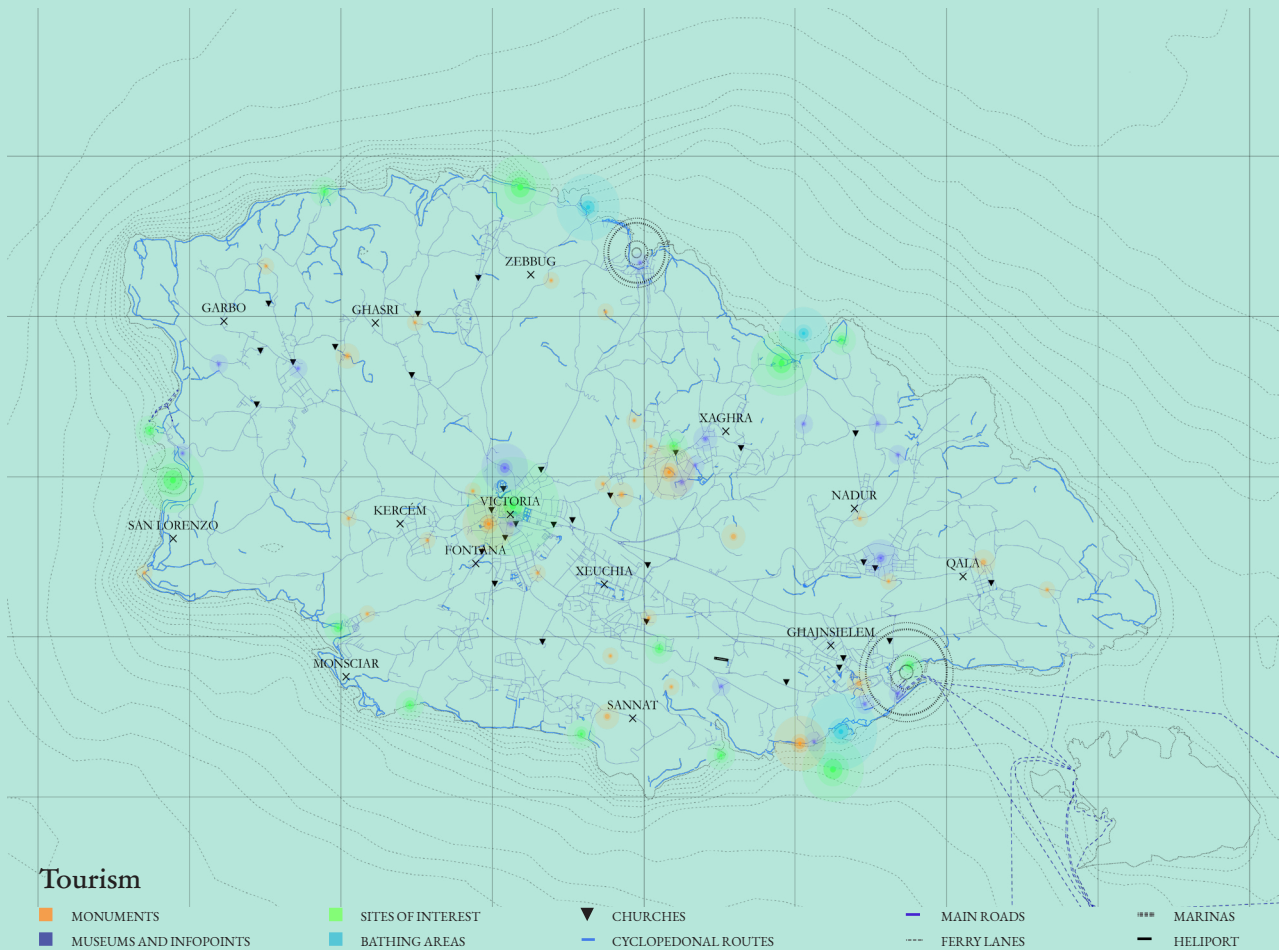 ZEBBUG
GARBO
GHASRI
XAGHRA
NADUR
VICTORIA
KERCEM
SAN LORENZO
FONTANA
XEUCHIA
QALA
GHAJNSIELEM
MONSCIAR
SANNAT
Tourism
MONUMENTS
SITES OF INTEREST
CHURCHES
MAIN ROADS
MARINAS
MUSEUMS AND INFOPOINTS
BATHING AREAS
CYCLOPEDONAL ROUTES
FERRY LANES
HELIPORT